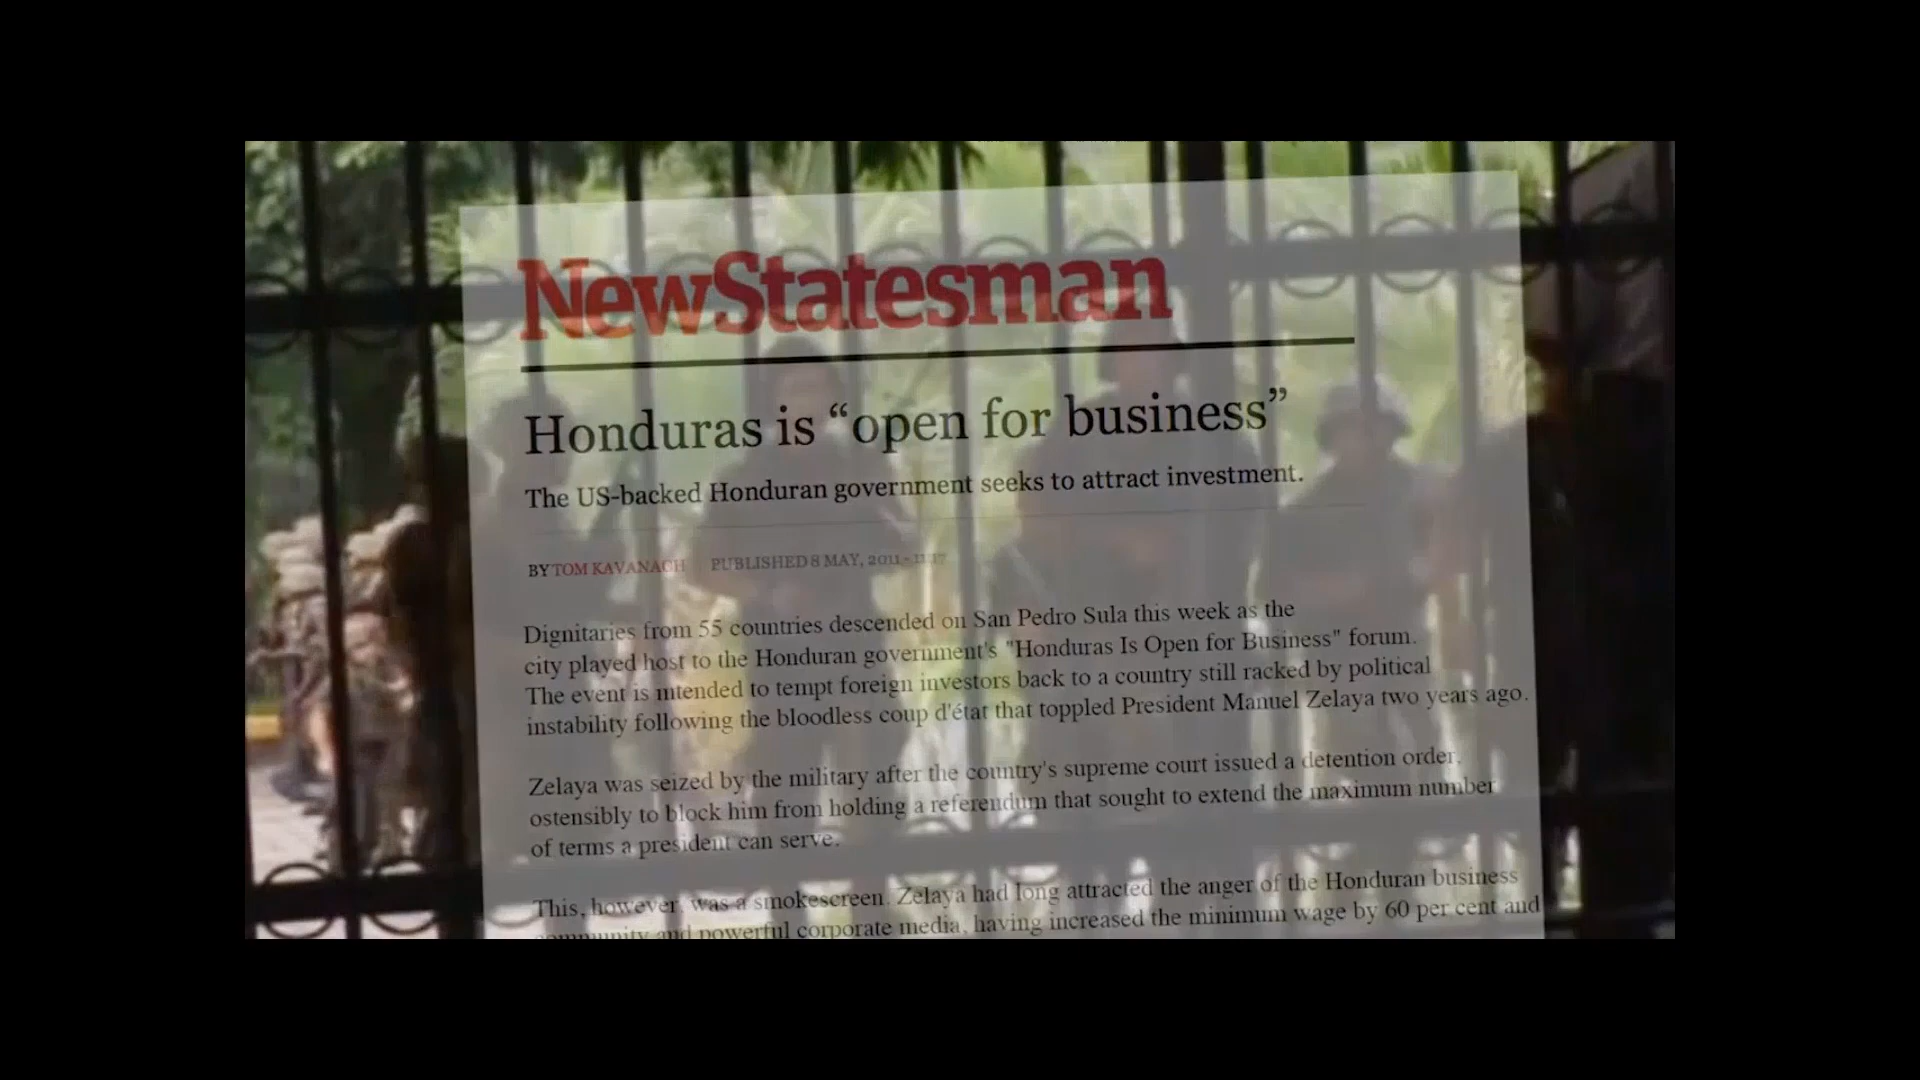 NewStatesman
Honduras is “open for business”
The US-backed Honduran government seeks to attract investment.
BY TOM KAVANAGH PUBLISHED 8 MAY, 2011 - 11:17
Dignitaries from 55 countries descended on San Pedro Sula this week as the
city played host to the Honduran government's "Honduras Is Open for Business" forum.
The event is intended to tempt foreign investors back to a country still racked by political
instability following the bloodless coup d'état that toppled President Manuel Zelaya two years ago.
Zelaya was seized by the military after the country's supreme court issued a detention order,
ostensibly to block him from holding a referendum that sought to extend the maximum number
of terms a president can serve.
This, however, was a smokescreen. Zelaya had long attracted the anger of the Honduran business
community and powerful corporate media, having increased the minimum wage by 60 per cent and